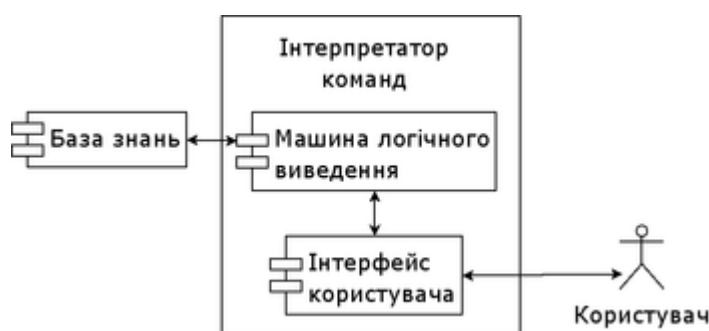 Інтерпретатор
команд
База знань
Машина логічного
виведення
Інтерфейс
користувача
Користувач